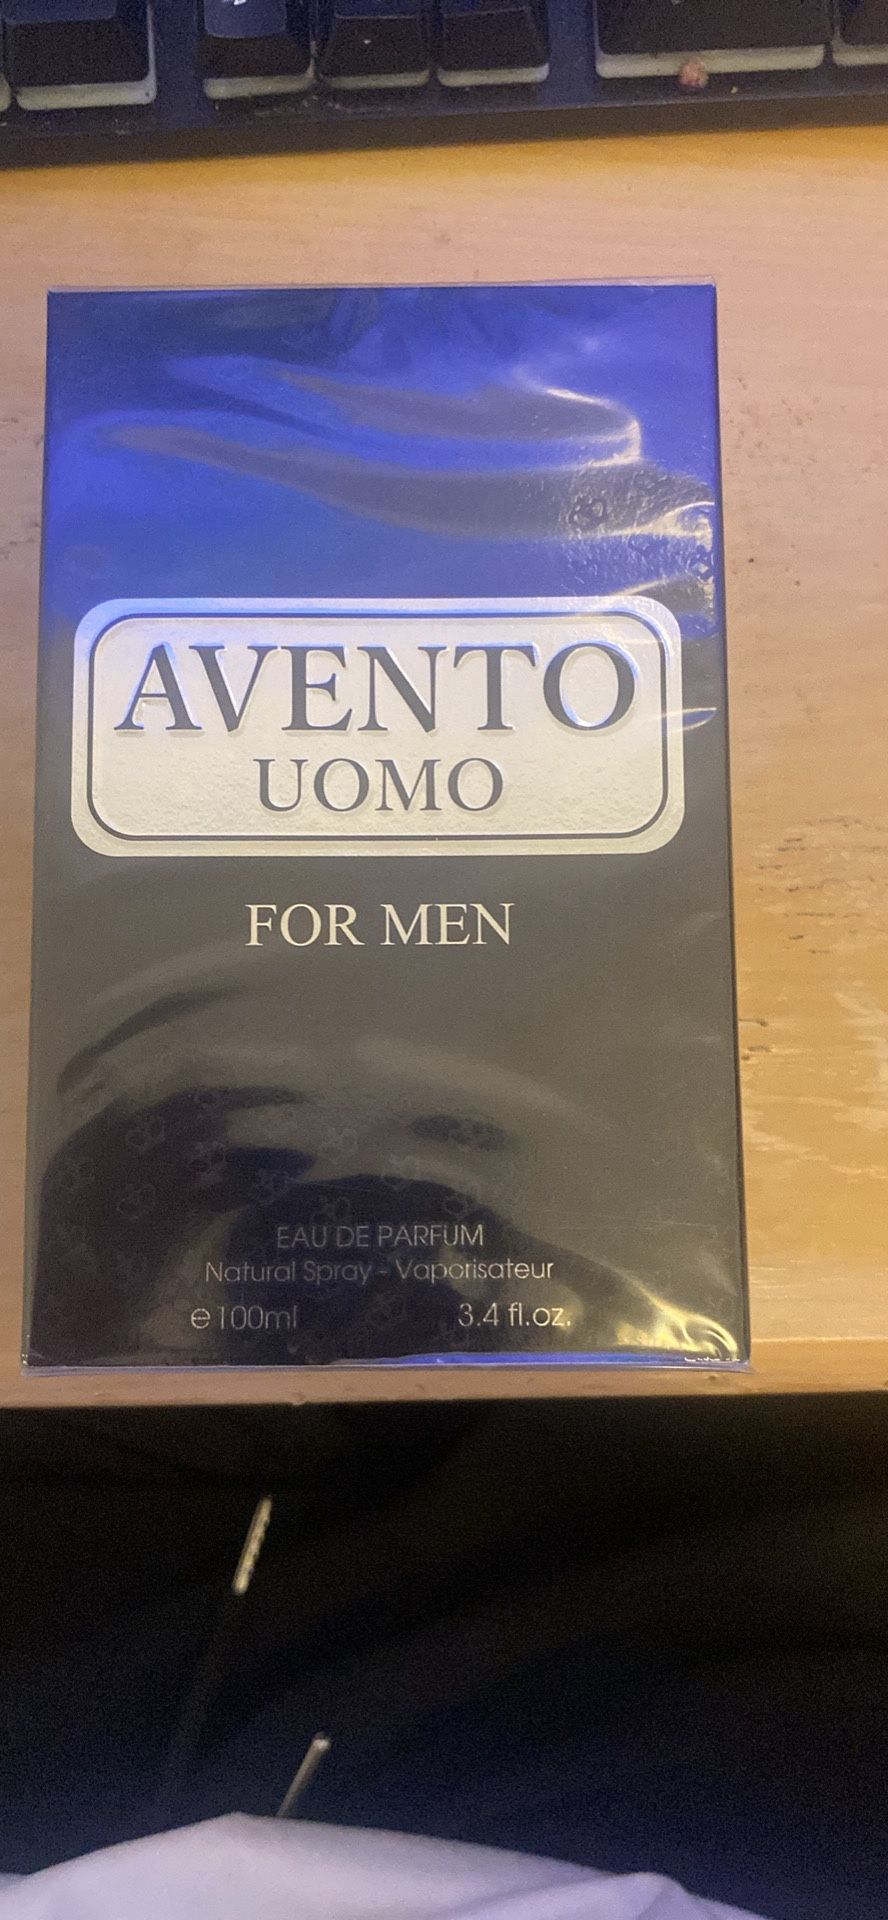 AVENTO
UOMO
FOR MEN
EAU DE PARFUM
Natural Spray - Vaporisateur
℮100ml 3.4 fl.oz.